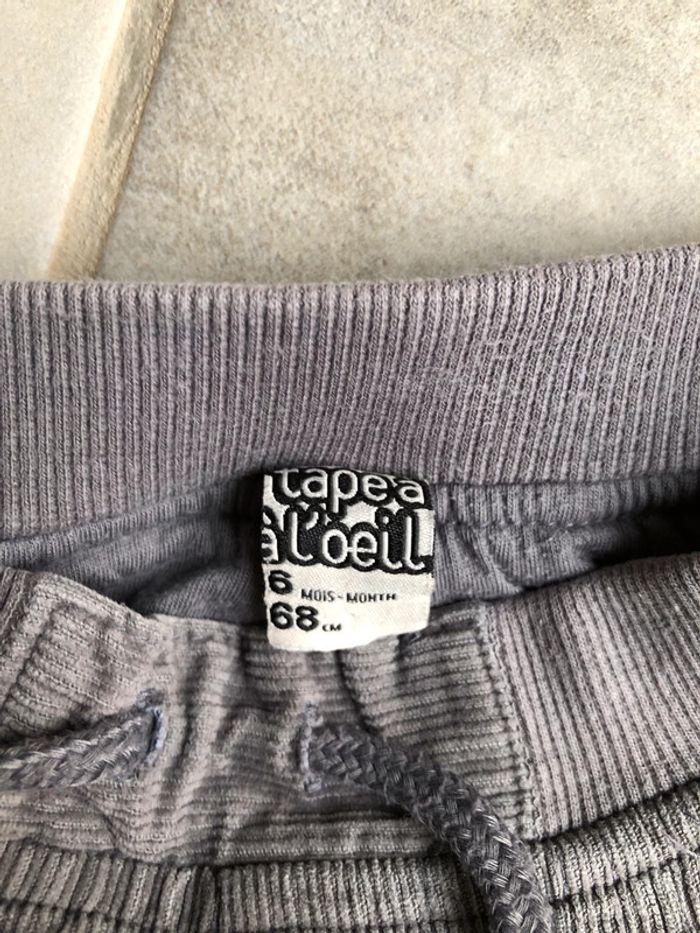 tape a
à l'oeil
6 MOIS-MONTH
68 CM